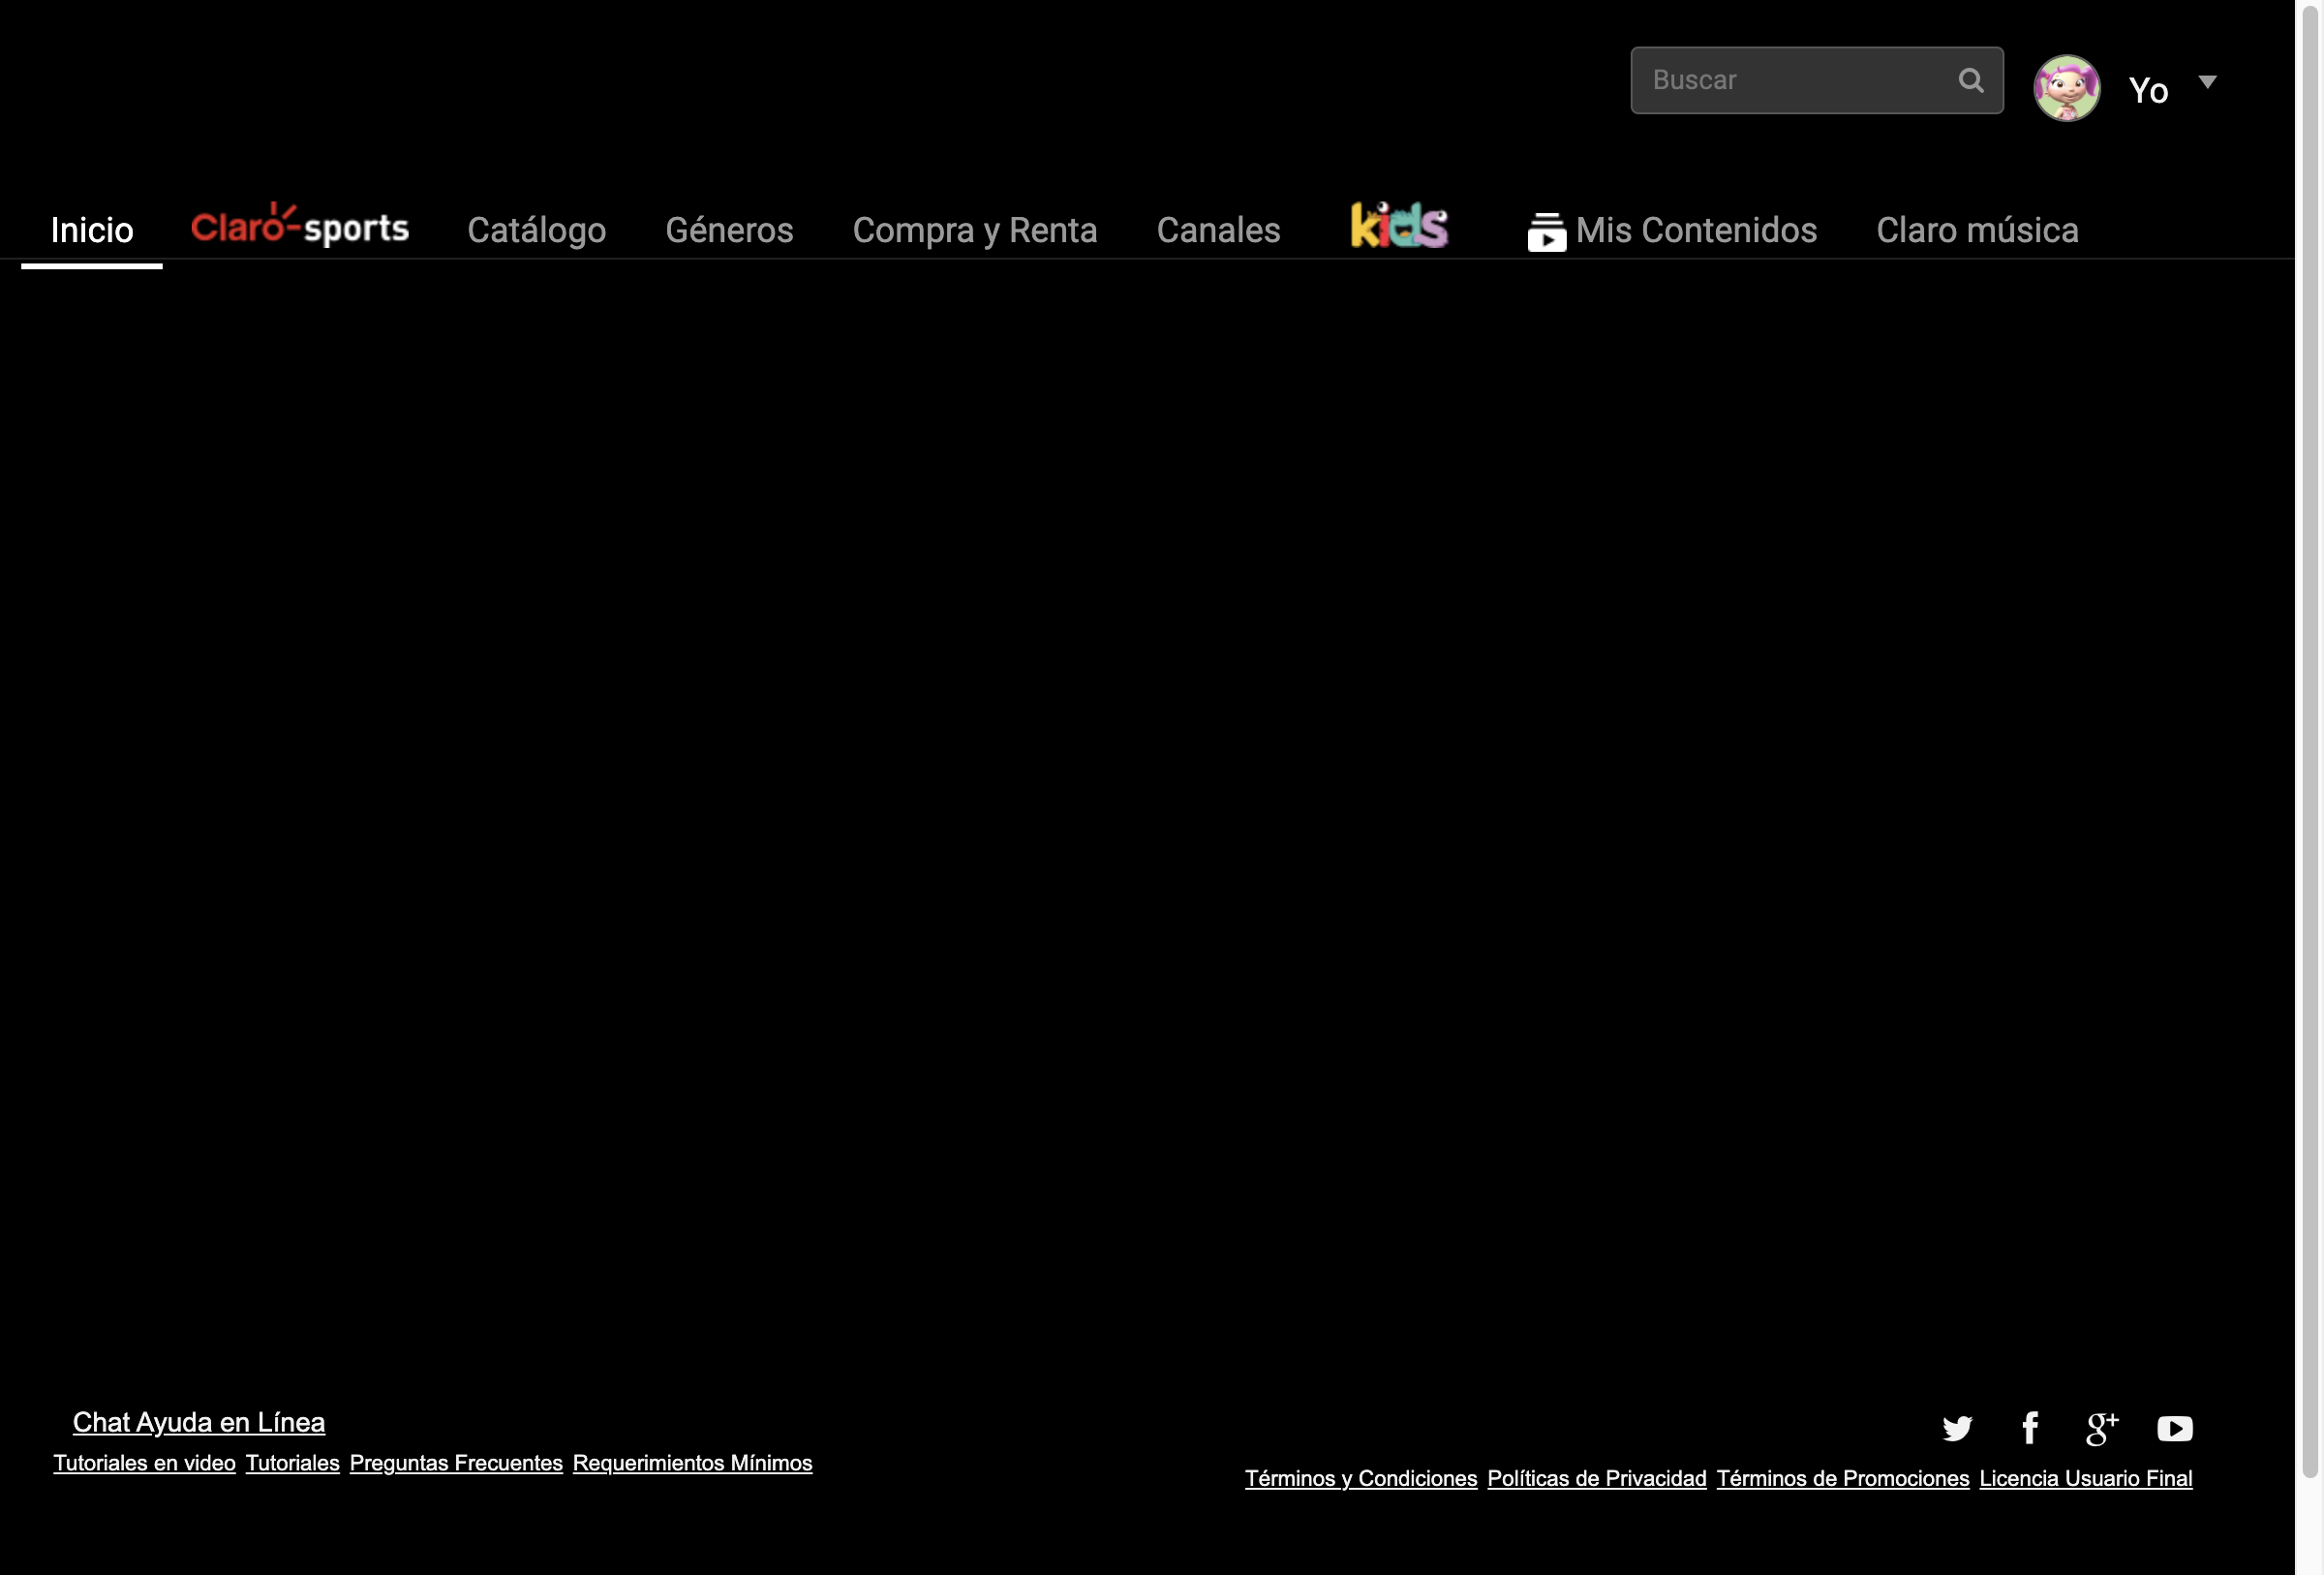 Buscar
Yo
Inicio Claro-sports Catálogo Géneros Compra y Renta Canales kids Mis Contenidos Claro música
Chat Ayuda en Línea
Tutoriales en video Tutoriales Preguntas Frecuentes Requerimientos Mínimos
Términos y Condiciones Políticas de Privacidad Términos de Promociones Licencia Usuario Final